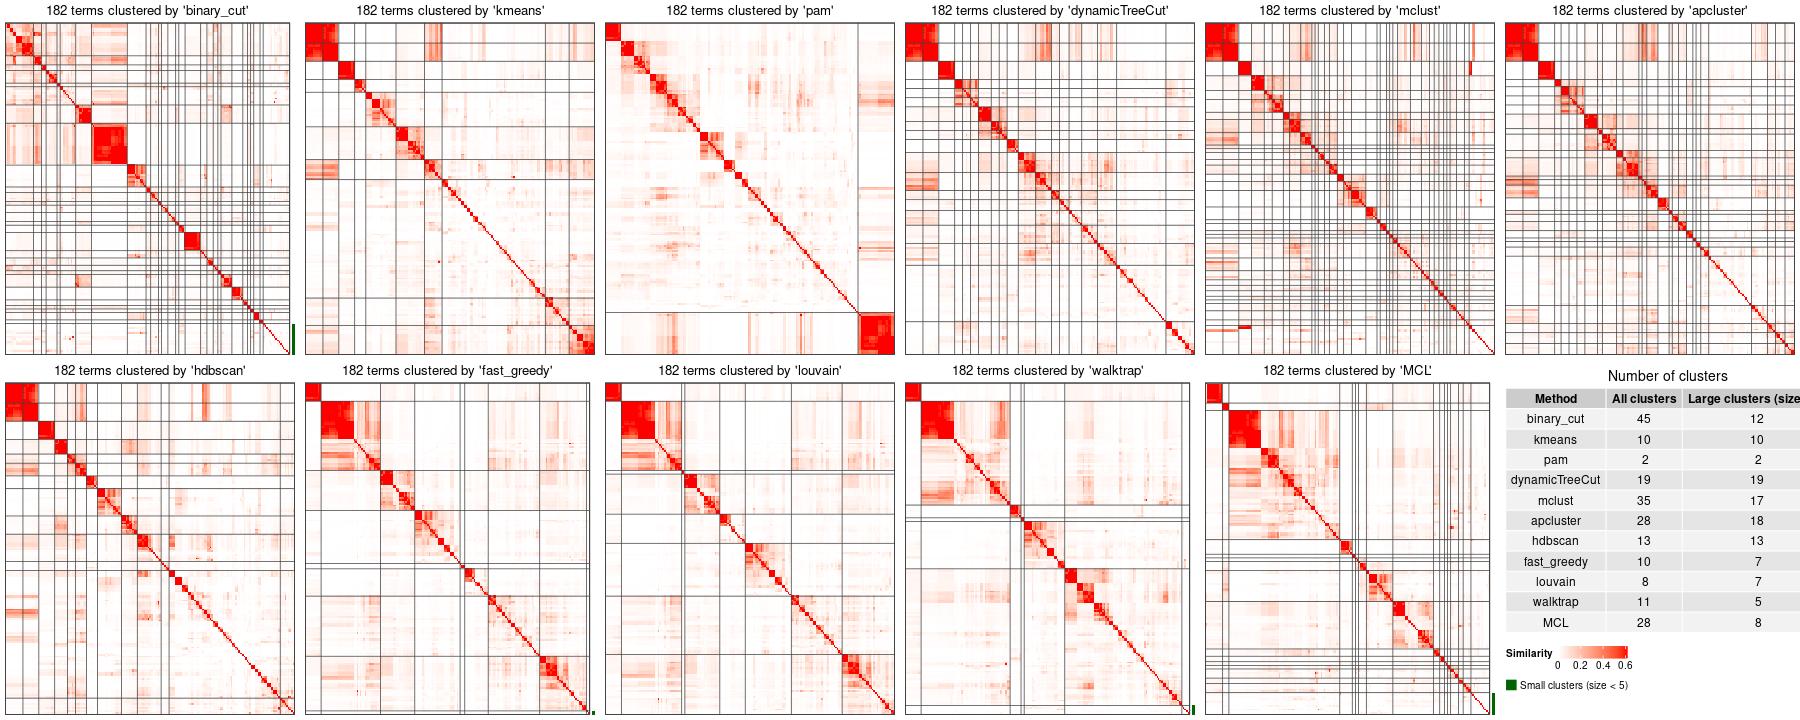 182 terms clustered by 'binary_cut'
182 terms clustered by 'kmeans'
182 terms clustered by 'pam'
182 terms clustered by 'dynamicTreeCut'
182 terms clustered by 'mclust'
182 terms clustered by 'apcluster'
182 terms clustered by 'hdbscan'
182 terms clustered by 'fast_greedy'
182 terms clustered by 'louvain'
182 terms clustered by 'walktrap'
182 terms clustered by 'MCL'
Number of clusters
Method All clusters Large clusters (size
binary_cut 45 12
kmeans 10 10
pam 2 2
dynamicTreeCut 19 19
mclust 35 17
apcluster 28 18
hdbscan 13 13
fast_greedy 10 7
louvain 8 7
walktrap 11 5
MCL 28 8
Similarity
0 0.2 0.4 0.6
Small clusters (size < 5)